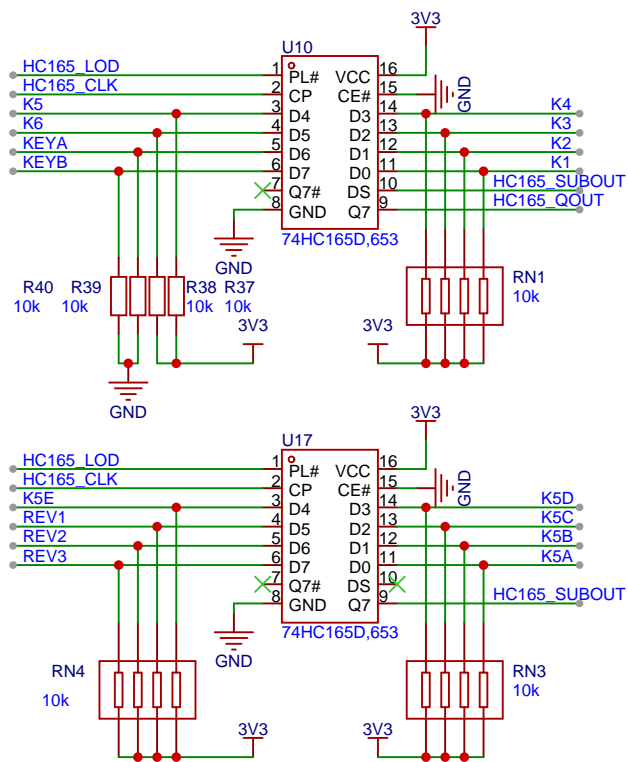 3V3
U10
HC165_LOD 1 PL# VCC 16
HC165_CLK 2 CP CE# 15 GND
K5 3 D4 D3 14 K4
K6 4 D5 D2 13 K3
KEYA 5 D6 D1 12 K2
KEYB 6 D7 D0 11 K1
7 Q7# DS 10 HC165_SUBOUT
8 GND Q7 9 HC165_QOUT
74HC165D,653
GND
R40 R39 R38 R37 RN1
10k 10k 10k 10k 10k
3V3 3V3
GND
3V3
U17
HC165_LOD 1 PL# VCC 16
HC165_CLK 2 CP CE# 15 GND
K5E 3 D4 D3 14 K5D
REV1 4 D5 D2 13 K5C
REV2 5 D6 D1 12 K5B
REV3 6 D7 D0 11 K5A
7 Q7# DS 10
8 GND Q7 9 HC165_SUBOUT
74HC165D,653
GND
RN4 RN3
10k 10k
3V3 3V3